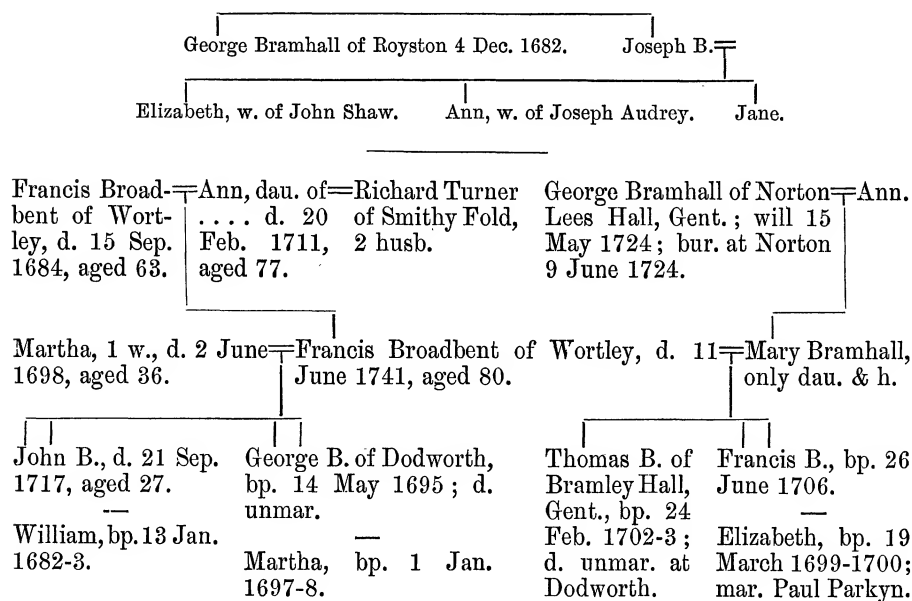 George Bramhall of Royston 4 Dec. 1682. Joseph B.=
Elizabeth, w. of John Shaw. Ann, w. of Joseph Audrey. Jane.
Francis Broad-
bent of Wort-
ley, d. 15 Sep.
1684, aged 63.
=Ann, dau. of
.... d. 20
Feb. 1711,
aged 77.
=Richard Turner
of Smithy Fold,
2 husb.
George Bramhall of Norton
Lees Hall, Gent.; will 15
May 1724; bur. at Norton
9 June 1724.
=Ann.
Martha, 1 w., d. 2 June
1698, aged 36.
=Francis Broadbent of Wortley, d. 11
June 1741, aged 80.
=Mary Bramhall,
only dau. & h.
John B., d. 21 Sep.
1717, aged 27.
—
William, bp. 13 Jan.
1682-3.
George B. of Dodworth,
bp. 14 May 1695; d.
unmar.
—
Martha, bp. 1 Jan.
1697-8.
Thomas B. of
Bramley Hall,
Gent., bp. 24
Feb. 1702-3;
d. unmar. at
Dodworth.
Francis B., bp. 26
June 1706.
—
Elizabeth, bp. 19
March 1699-1700;
mar. Paul Parkyn.